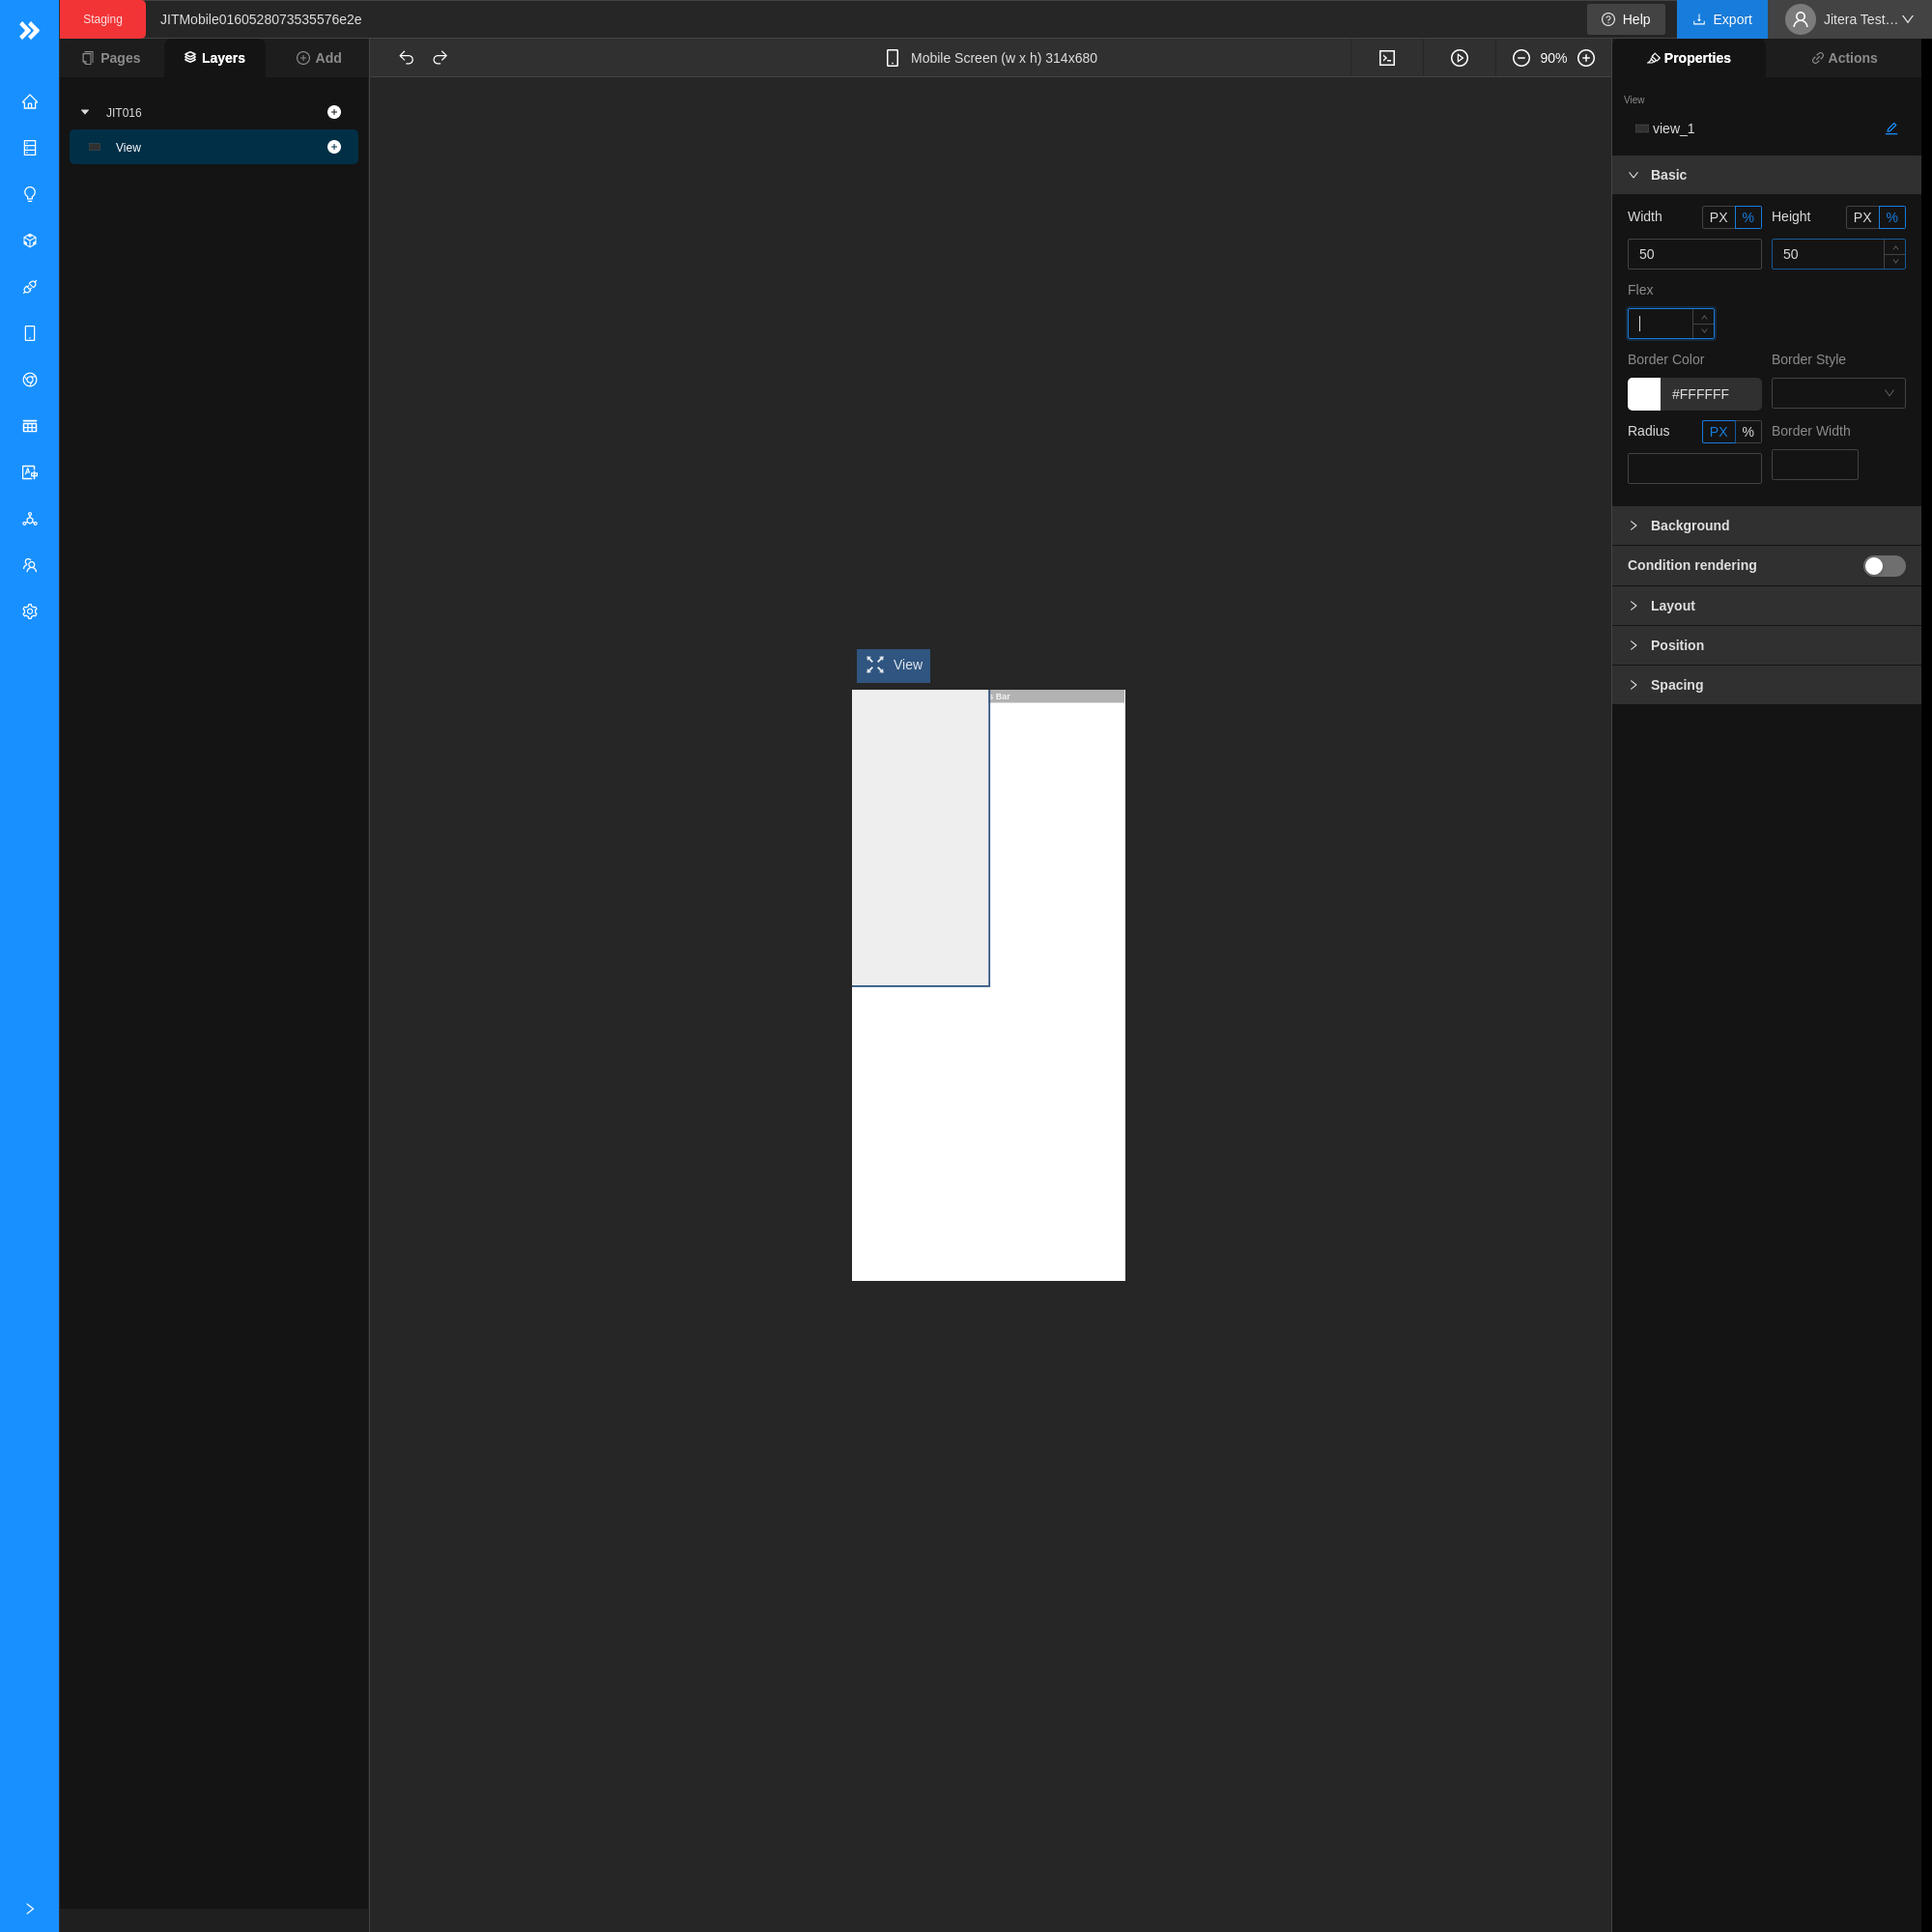 Staging
JITMobile0160528073535576e2e
Help
Export
Jitera Test…
Pages
Layers
Add
Mobile Screen (w x h) 314x680
90%
Properties
Actions
JIT016
View
View
view_1
Basic
Width PX % Height PX %
50 50
Flex
Border Color Border Style
#FFFFFF
Radius PX % Border Width
Background
Condition rendering
Layout
Position
Spacing
View
s Bar